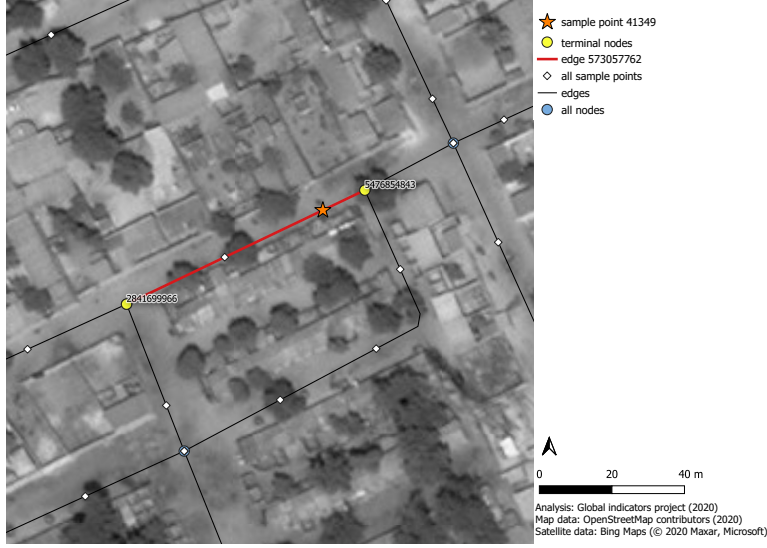 sample point 41349
terminal nodes
edge 573057762
all sample points
edges
all nodes
5476854843
2841699966
0 20 40 m
Analysis: Global indicators project (2020)
Map data: OpenStreetMap contributors (2020)
Satellite data: Bing Maps (© 2020 Maxar, Microsoft)